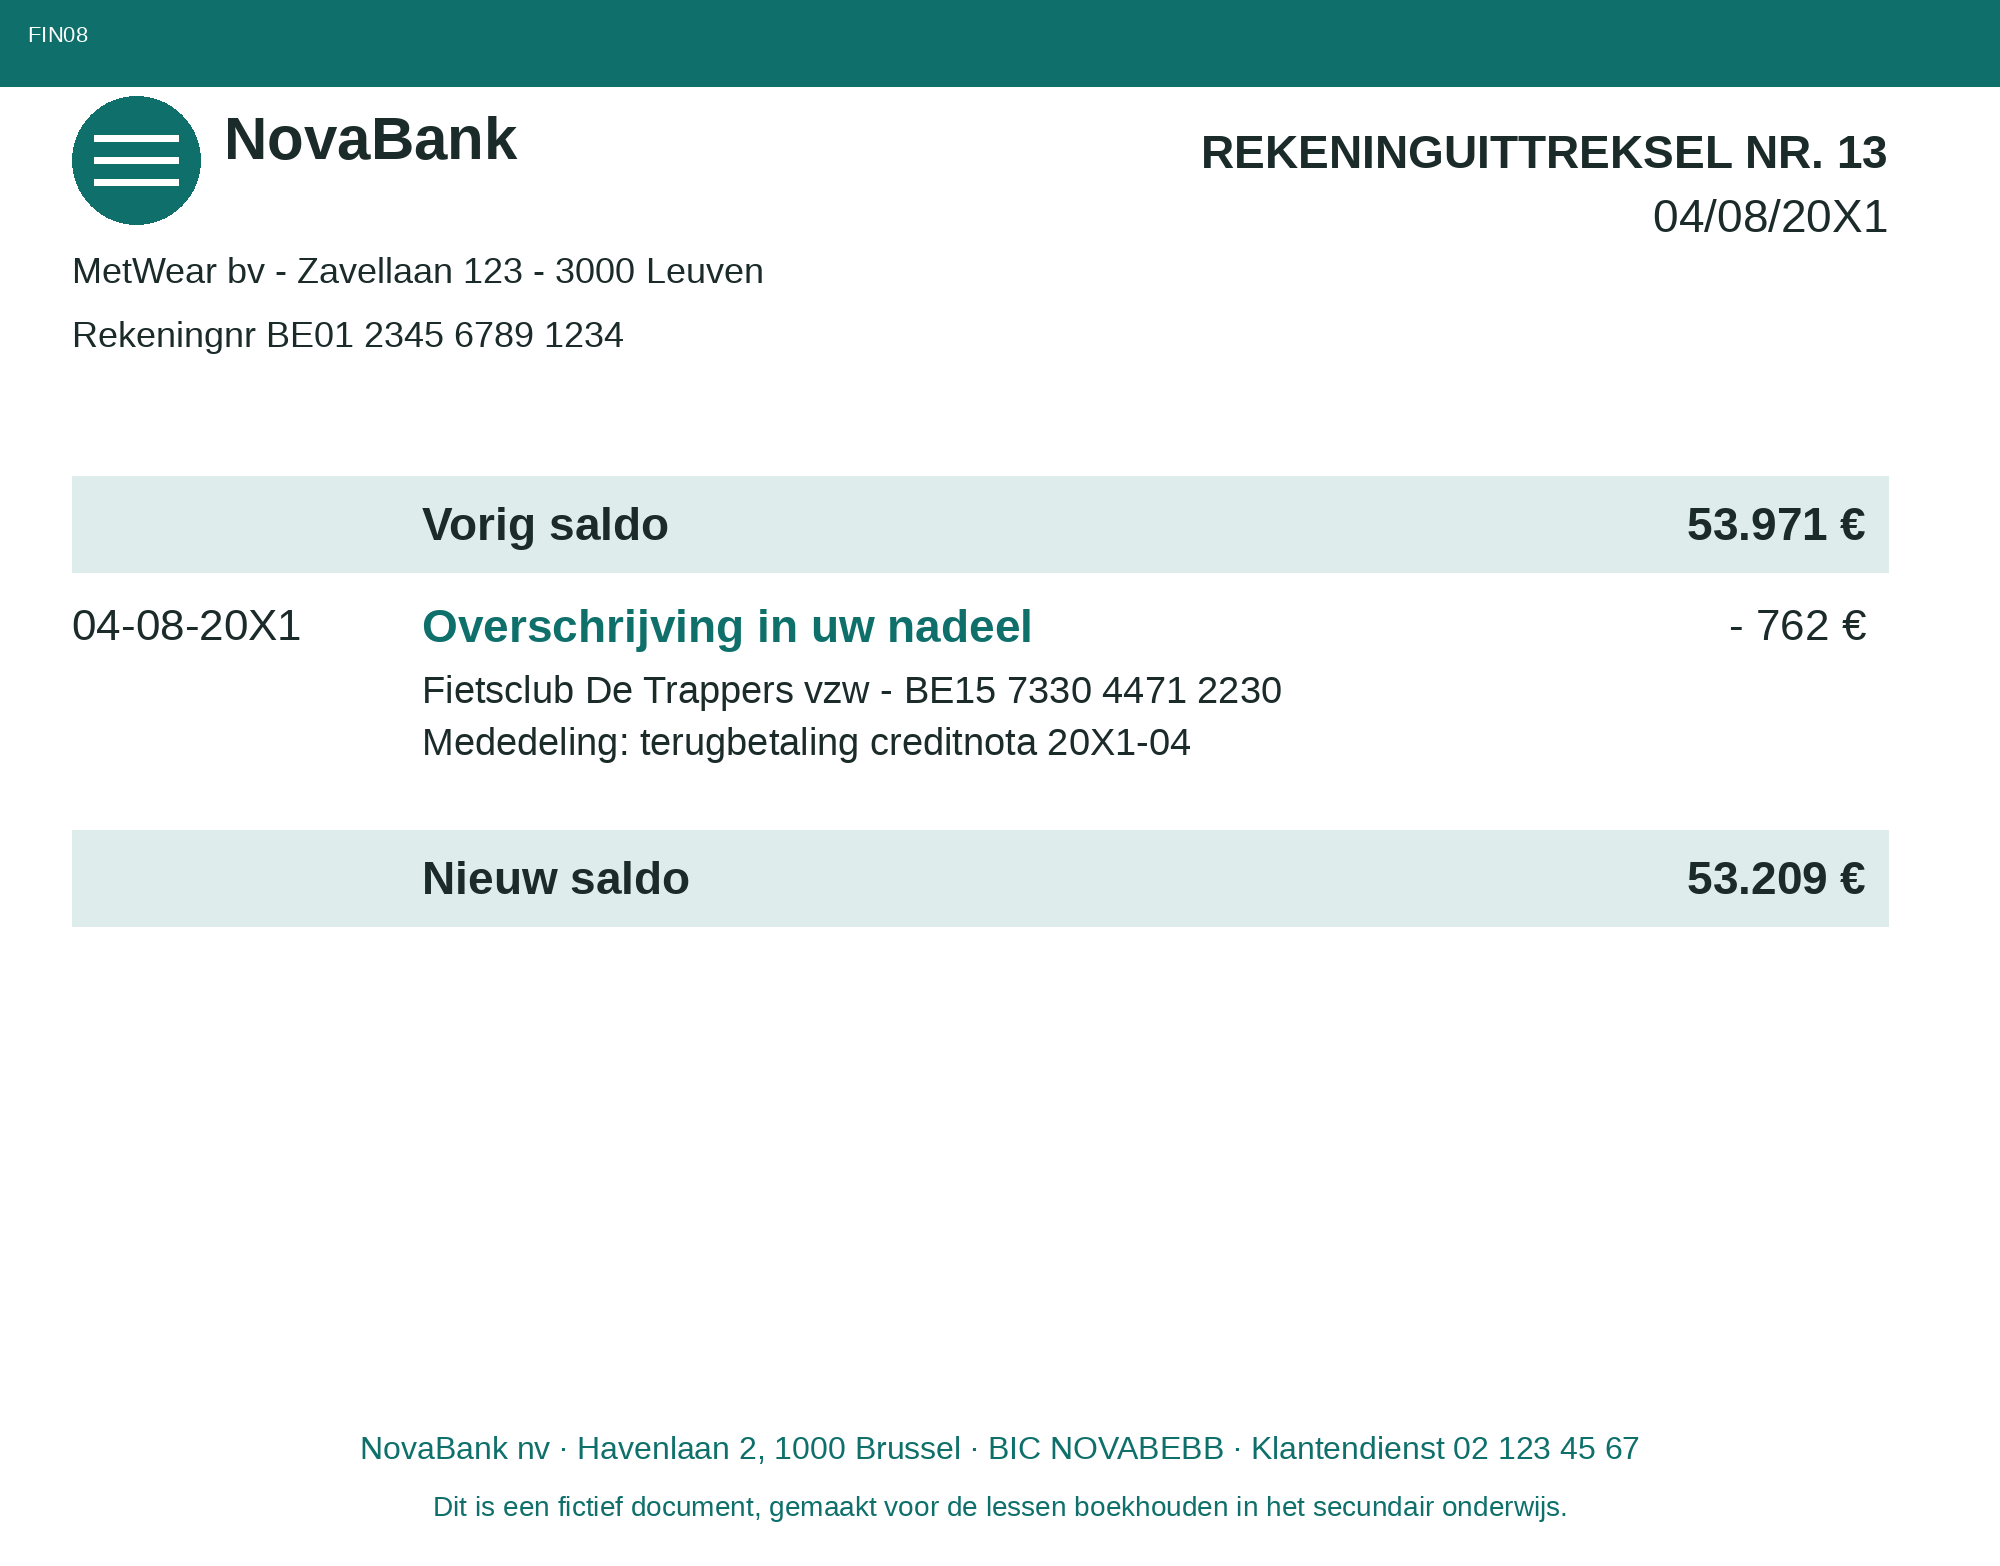 FIN08
NovaBank
REKENINGUITTREKSEL NR. 13
04/08/20X1
MetWear bv - Zavellaan 123 - 3000 Leuven
Rekeningnr BE01 2345 6789 1234
Vorig saldo 53.971 €
04-08-20X1 Overschrijving in uw nadeel - 762 €
Fietsclub De Trappers vzw - BE15 7330 4471 2230
Mededeling: terugbetaling creditnota 20X1-04
Nieuw saldo 53.209 €
NovaBank nv · Havenlaan 2, 1000 Brussel · BIC NOVABEBB · Klantendienst 02 123 45 67
Dit is een fictief document, gemaakt voor de lessen boekhouden in het secundair onderwijs.